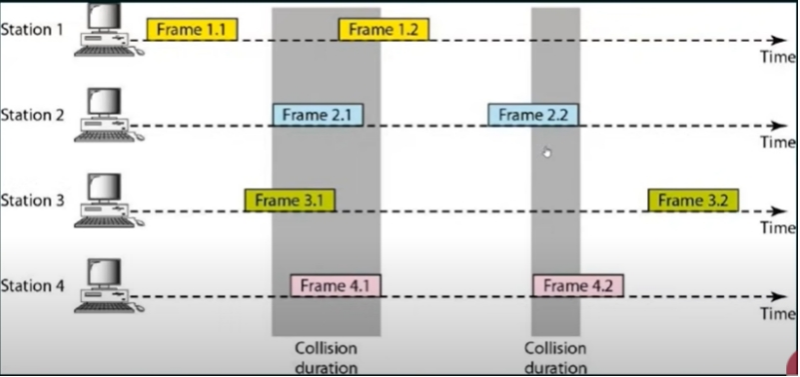 Station 1
Frame 1.1
Frame 1.2
Time
Station 2
Frame 2.1
Frame 2.2
Time
Station 3
Frame 3.1
Frame 3.2
Time
Station 4
Frame 4.1
Frame 4.2
Time
Collision
duration
Collision
duration